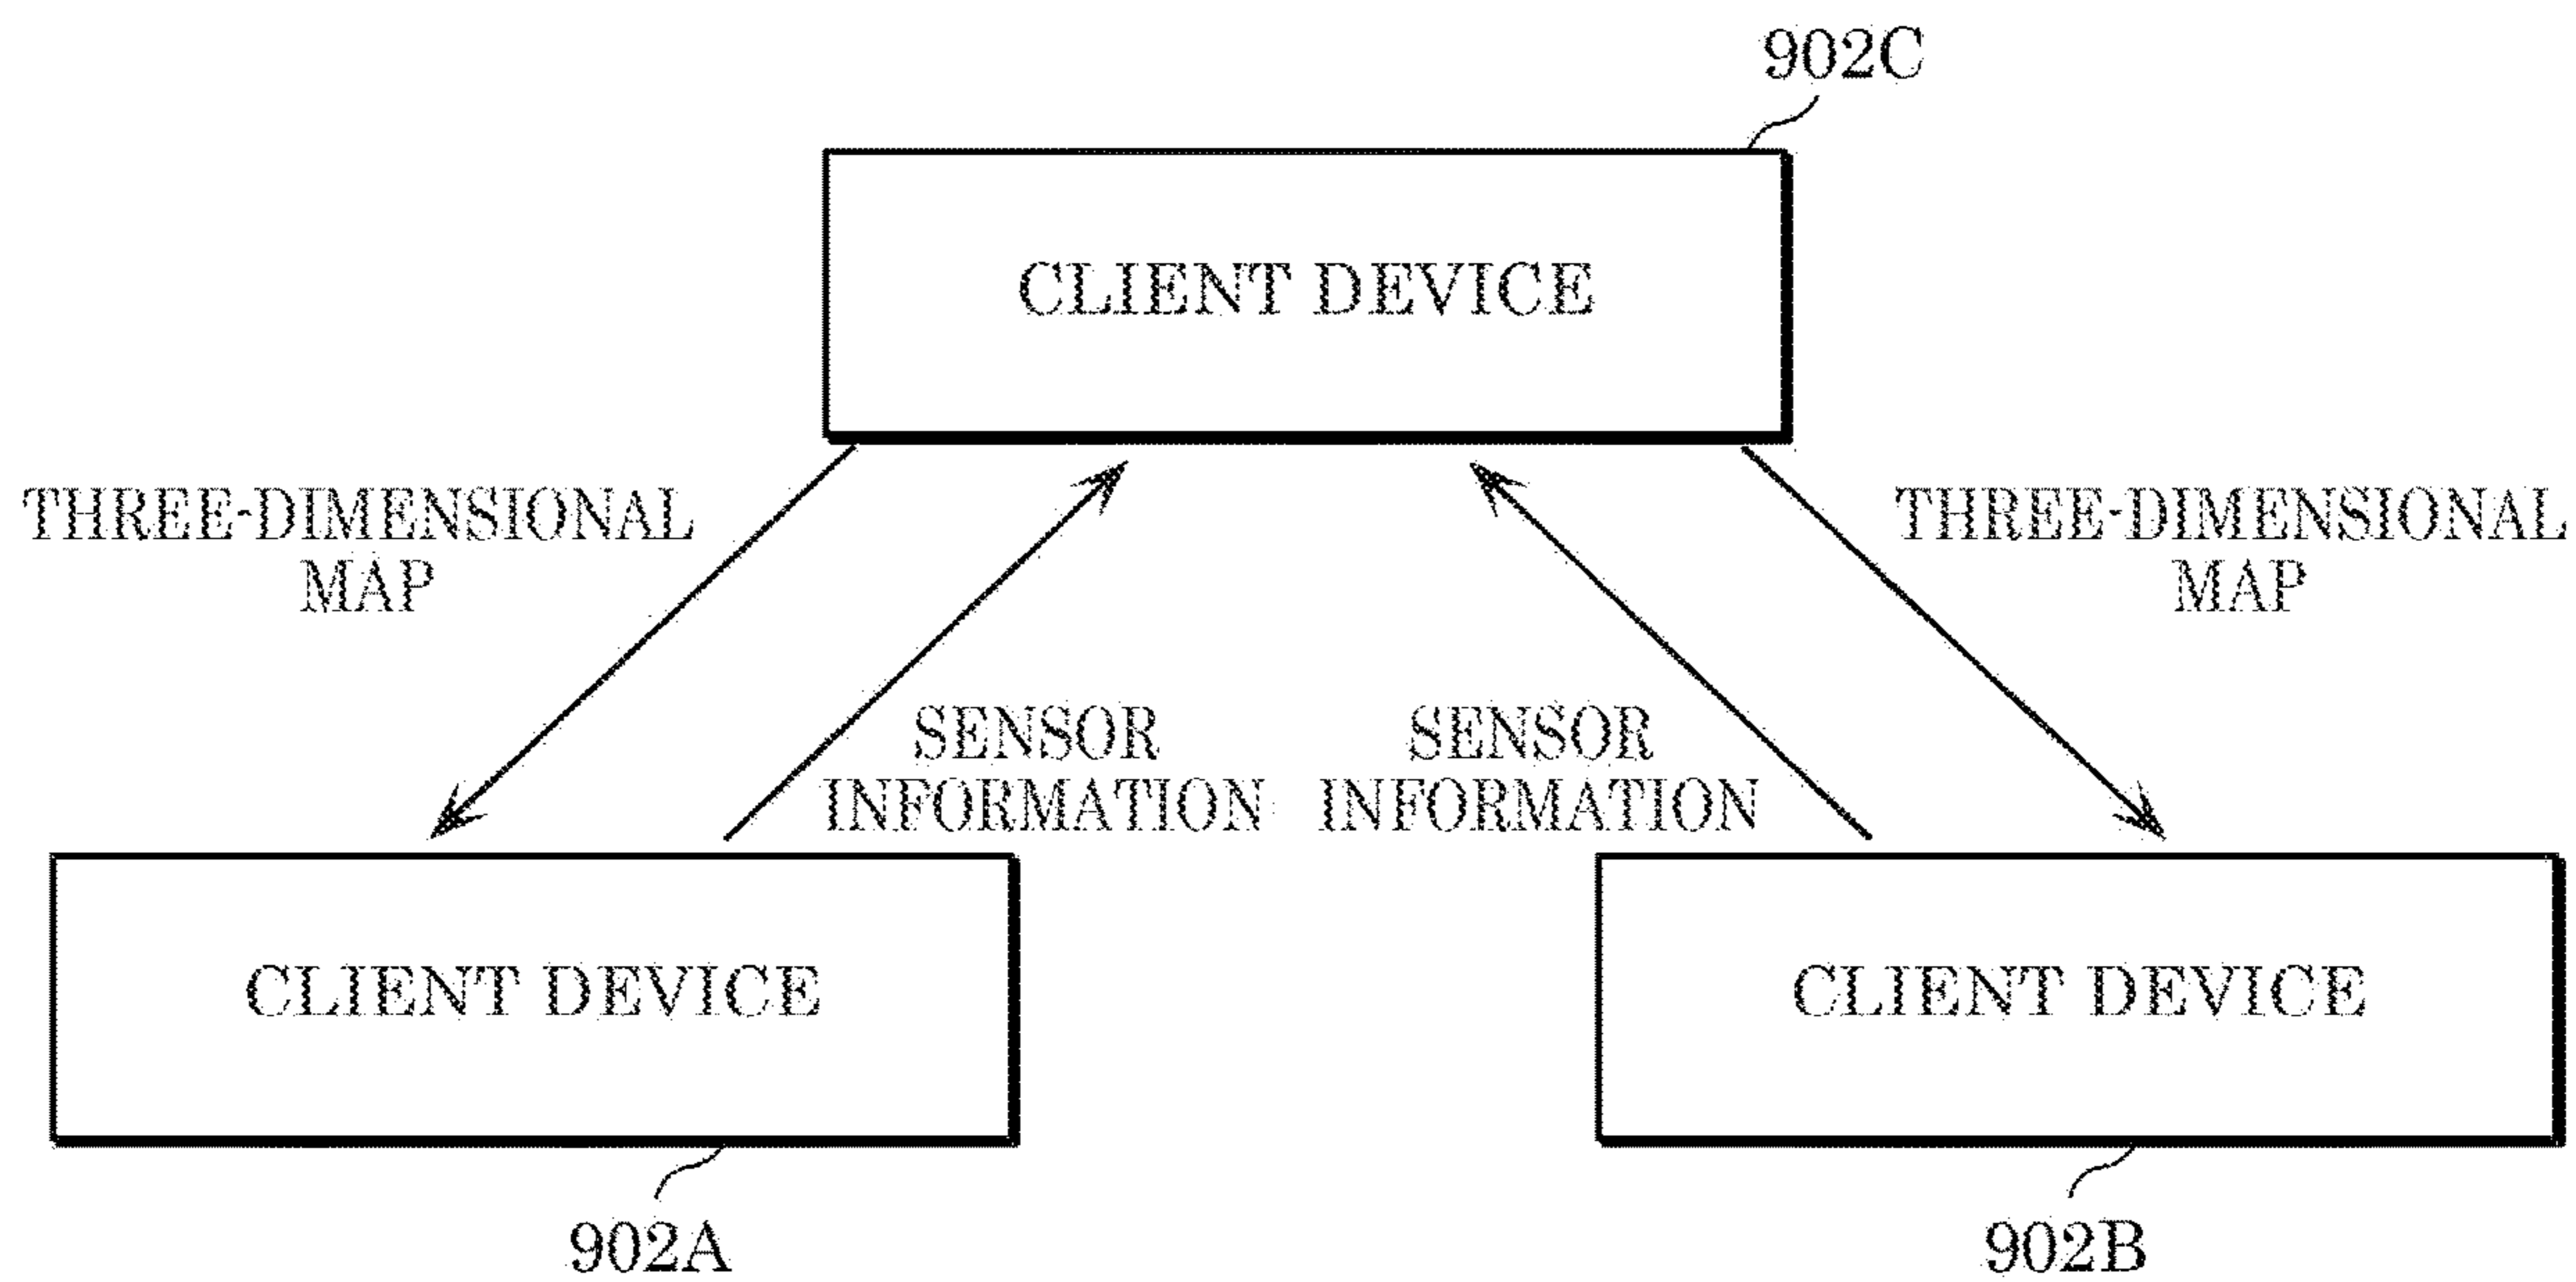 902C
CLIENT DEVICE
THREE-DIMENSIONAL
MAP
THREE-DIMENSIONAL
MAP
SENSOR
INFORMATION
SENSOR
INFORMATION
CLIENT DEVICE
CLIENT DEVICE
902A
902B